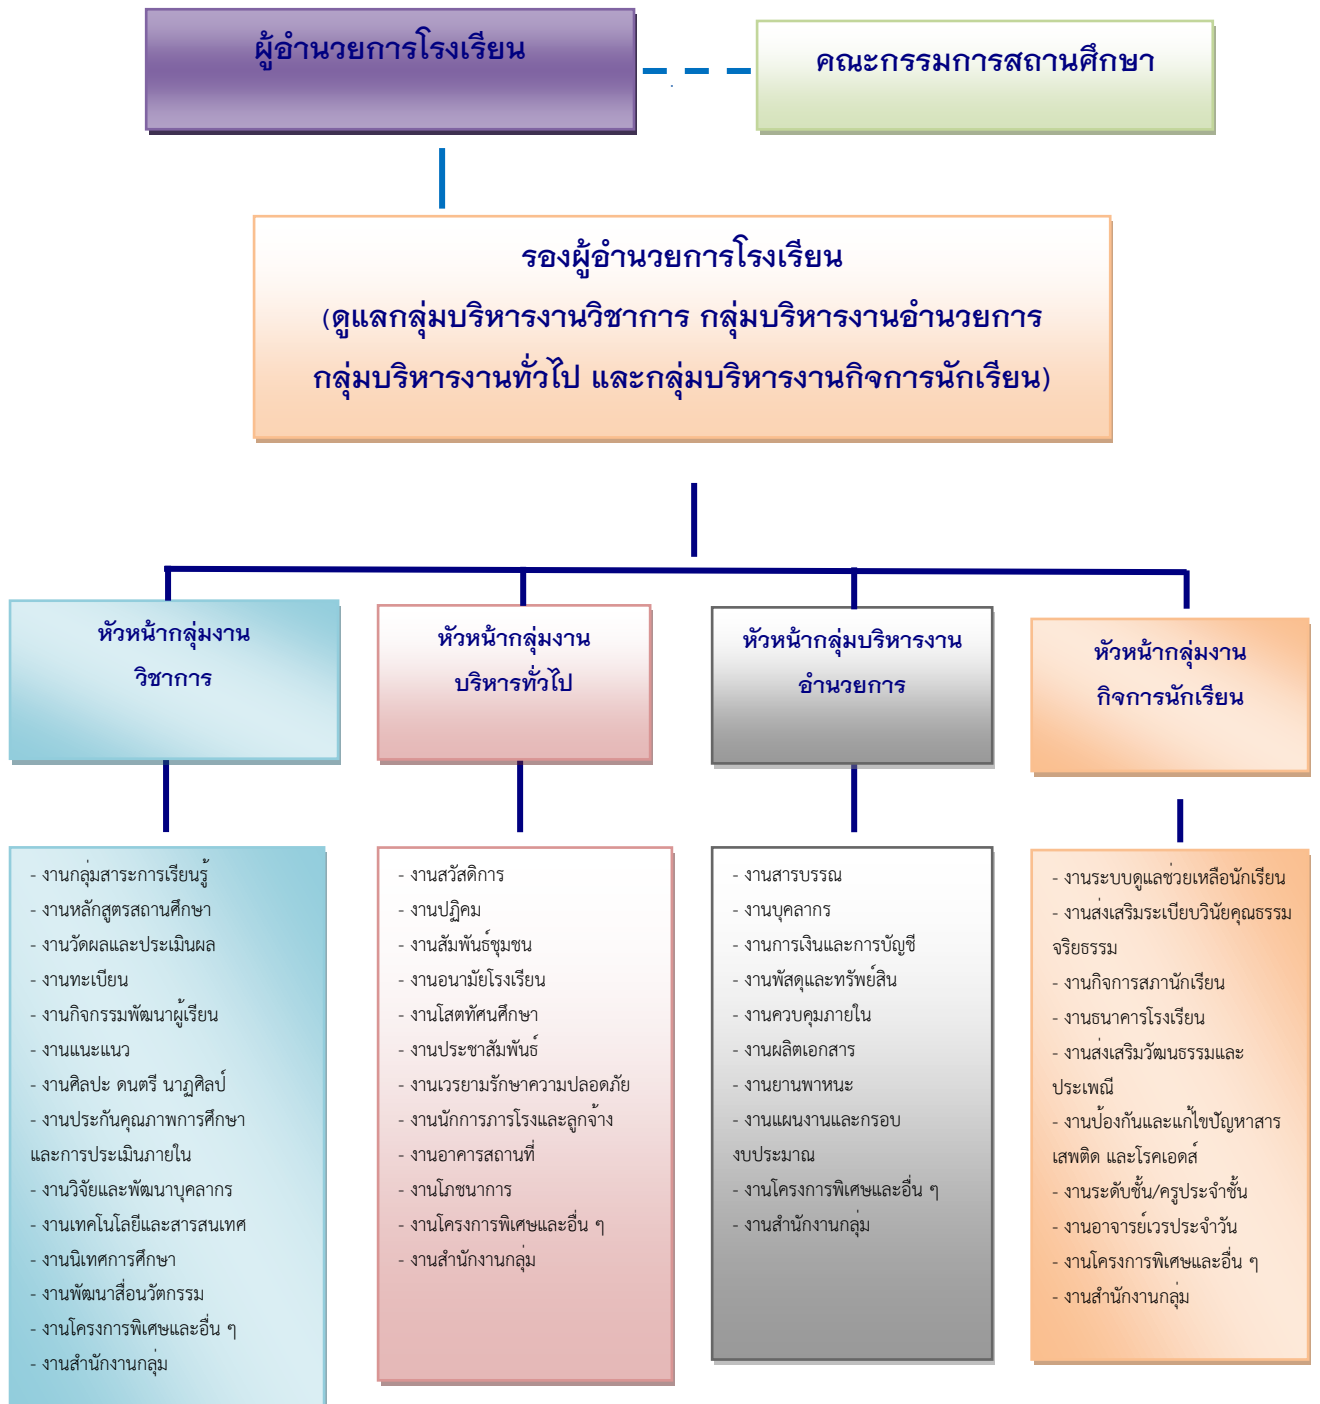 ผู้อำนวยการโรงเรียน
คณะกรรมการสถานศึกษา
รองผู้อำนวยการโรงเรียน
(ดูแลกลุ่มบริหารงานวิชาการ กลุ่มบริหารงานอำนวยการ
กลุ่มบริหารงานทั่วไป และกลุ่มบริหารงานกิจการนักเรียน)
หัวหน้ากลุ่มงาน
วิชาการ
หัวหน้ากลุ่มงาน
บริหารทั่วไป
หัวหน้ากลุ่มบริหารงาน
อำนวยการ
หัวหน้ากลุ่มงาน
กิจการนักเรียน
- งานกลุ่มสาระการเรียนรู้
- งานหลักสูตรสถานศึกษา
- งานวัดผลและประเมินผล
- งานทะเบียน
- งานกิจกรรมพัฒนาผู้เรียน
- งานแนะแนว
- งานศิลปะ ดนตรี นาฏศิลป์
- งานประกันคุณภาพการศึกษา
และการประเมินภายใน
- งานวิจัยและพัฒนาบุคลากร
- งานเทคโนโลยีและสารสนเทศ
- งานนิเทศการศึกษา
- งานพัฒนาสื่อนวัตกรรม
- งานโครงการพิเศษและอื่น ๆ
- งานสำนักงานกลุ่ม
- งานสวัสดิการ
- งานปฏิคม
- งานสัมพันธ์ชุมชน
- งานอนามัยโรงเรียน
- งานโสตทัศนศึกษา
- งานประชาสัมพันธ์
- งานเวรยามรักษาความปลอดภัย
- งานนักการภารโรงและลูกจ้าง
- งานอาคารสถานที่
- งานโภชนาการ
- งานโครงการพิเศษและอื่น ๆ
- งานสำนักงานกลุ่ม
- งานสารบรรณ
- งานบุคลากร
- งานการเงินและการบัญชี
- งานพัสดุและทรัพย์สิน
- งานควบคุมภายใน
- งานผลิตเอกสาร
- งานยานพาหนะ
- งานแผนงานและกรอบ
งบประมาณ
- งานโครงการพิเศษและอื่น ๆ
- งานสำนักงานกลุ่ม
- งานระบบดูแลช่วยเหลือนักเรียน
- งานส่งเสริมระเบียบวินัยคุณธรรม
จริยธรรม
- งานกิจการสภานักเรียน
- งานธนาคารโรงเรียน
- งานส่งเสริมวัฒนธรรมและ
ประเพณี
- งานป้องกันและแก้ไขปัญหาสาร
เสพติด และโรคเอดส์
- งานระดับชั้น/ครูประจำชั้น
- งานอาจารย์เวรประจำวัน
- งานโครงการพิเศษและอื่น ๆ
- งานสำนักงานกลุ่ม